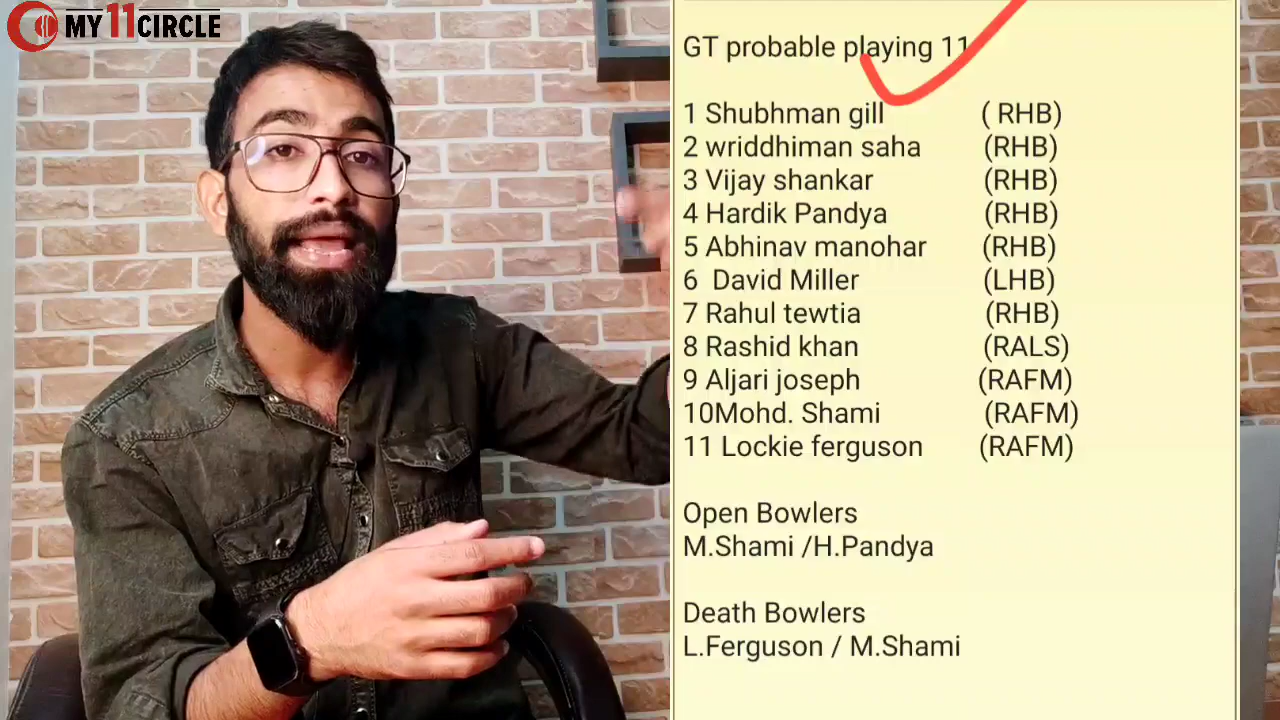 MY11CIRCLE
GT probable playing 11
1 Shubhman gill ( RHB)
2 wriddhiman saha (RHB)
3 Vijay shankar (RHB)
4 Hardik Pandya (RHB)
5 Abhinav manohar (RHB)
6 David Miller (LHB)
7 Rahul tewtia (RHB)
8 Rashid khan (RALS)
9 Aljari joseph (RAFM)
10Mohd. Shami (RAFM)
11 Lockie ferguson (RAFM)
Open Bowlers
M.Shami /H.Pandya
Death Bowlers
L.Ferguson / M.Shami